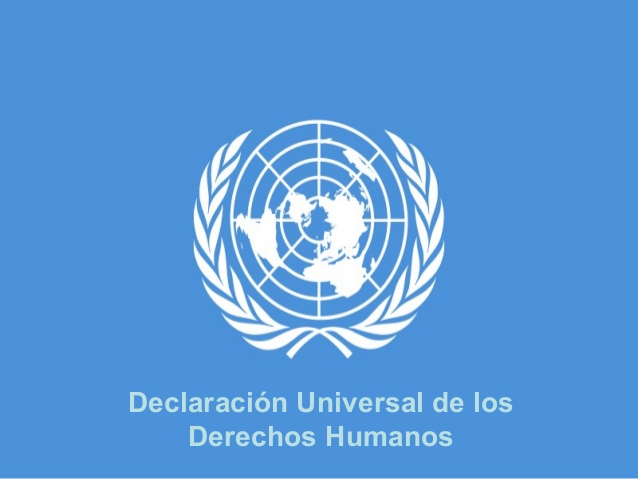 Declaración Universal de los
Derechos Humanos